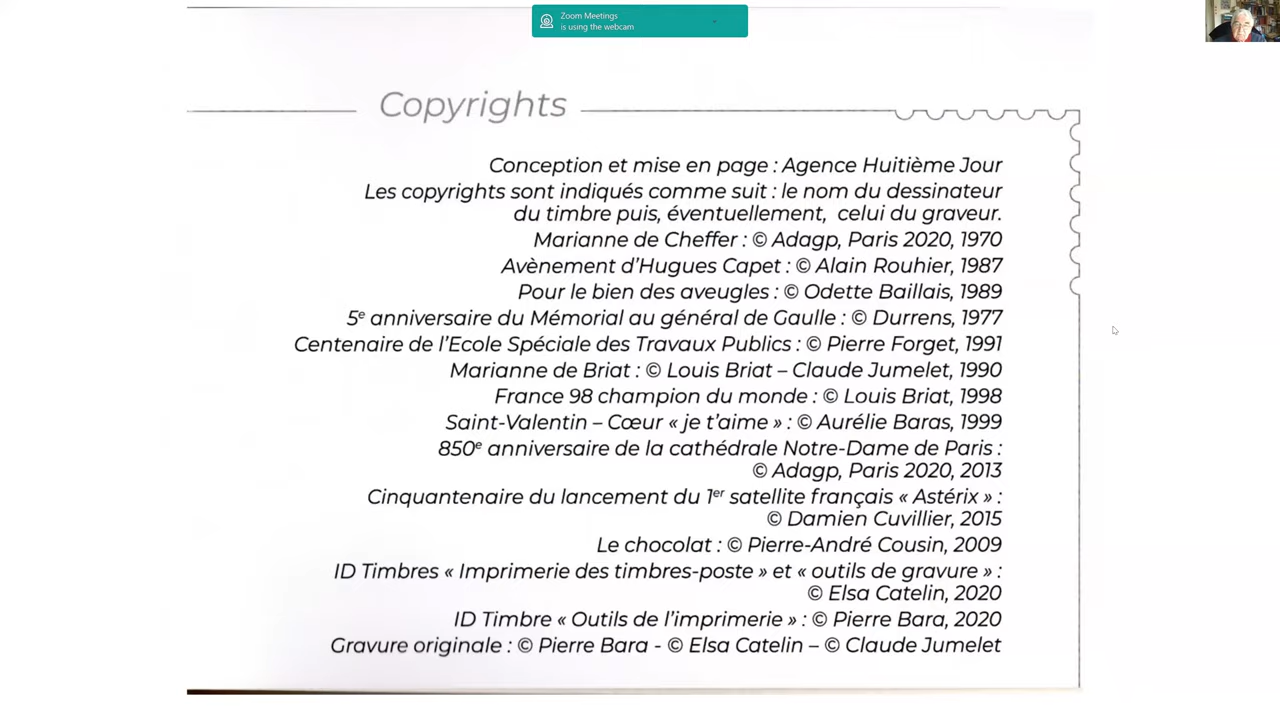 Zoom Meetings
is using the webcam
Copyrights
Conception et mise en page : Agence Huitième Jour
Les copyrights sont indiqués comme suit : le nom du dessinateur
du timbre puis, éventuellement, celui du graveur.
Marianne de Cheffer : © Adagp, Paris 2020, 1970
Avènement d'Hugues Capet : © Alain Rouhier, 1987
Pour le bien des aveugles : © Odette Baillais, 1989
5e anniversaire du Mémorial au général de Gaulle : © Durrens, 1977
Centenaire de l'Ecole Spéciale des Travaux Publics : © Pierre Forget, 1991
Marianne de Briat : © Louis Briat – Claude Jumelet, 1990
France 98 champion du monde : © Louis Briat, 1998
Saint-Valentin – Cœur « je t'aime » : © Aurélie Baras, 1999
850e anniversaire de la cathédrale Notre-Dame de Paris :
© Adagp, Paris 2020, 2013
Cinquantenaire du lancement du 1er satellite français « Astérix » :
© Damien Cuvillier, 2015
Le chocolat : © Pierre-André Cousin, 2009
ID Timbres « Imprimerie des timbres-poste » et « outils de gravure » :
© Elsa Catelin, 2020
ID Timbre « Outils de l'imprimerie » : © Pierre Bara, 2020
Gravure originale : © Pierre Bara - © Elsa Catelin – © Claude Jumelet